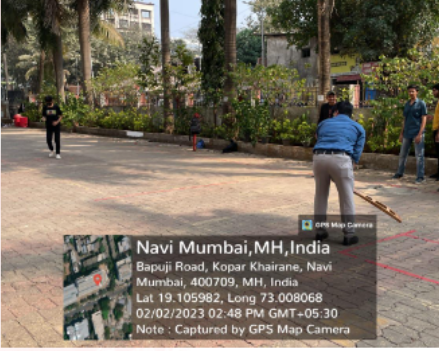 GPS Map Camera
Navi Mumbai,MH,India
Bapuji Road, Kopar Khairane, Navi
Mumbai, 400709, MH, India
Lat 19.105982, Long 73.008068
02/02/2023 02:48 PM GMT+05:30
Note : Captured by GPS Map Camera